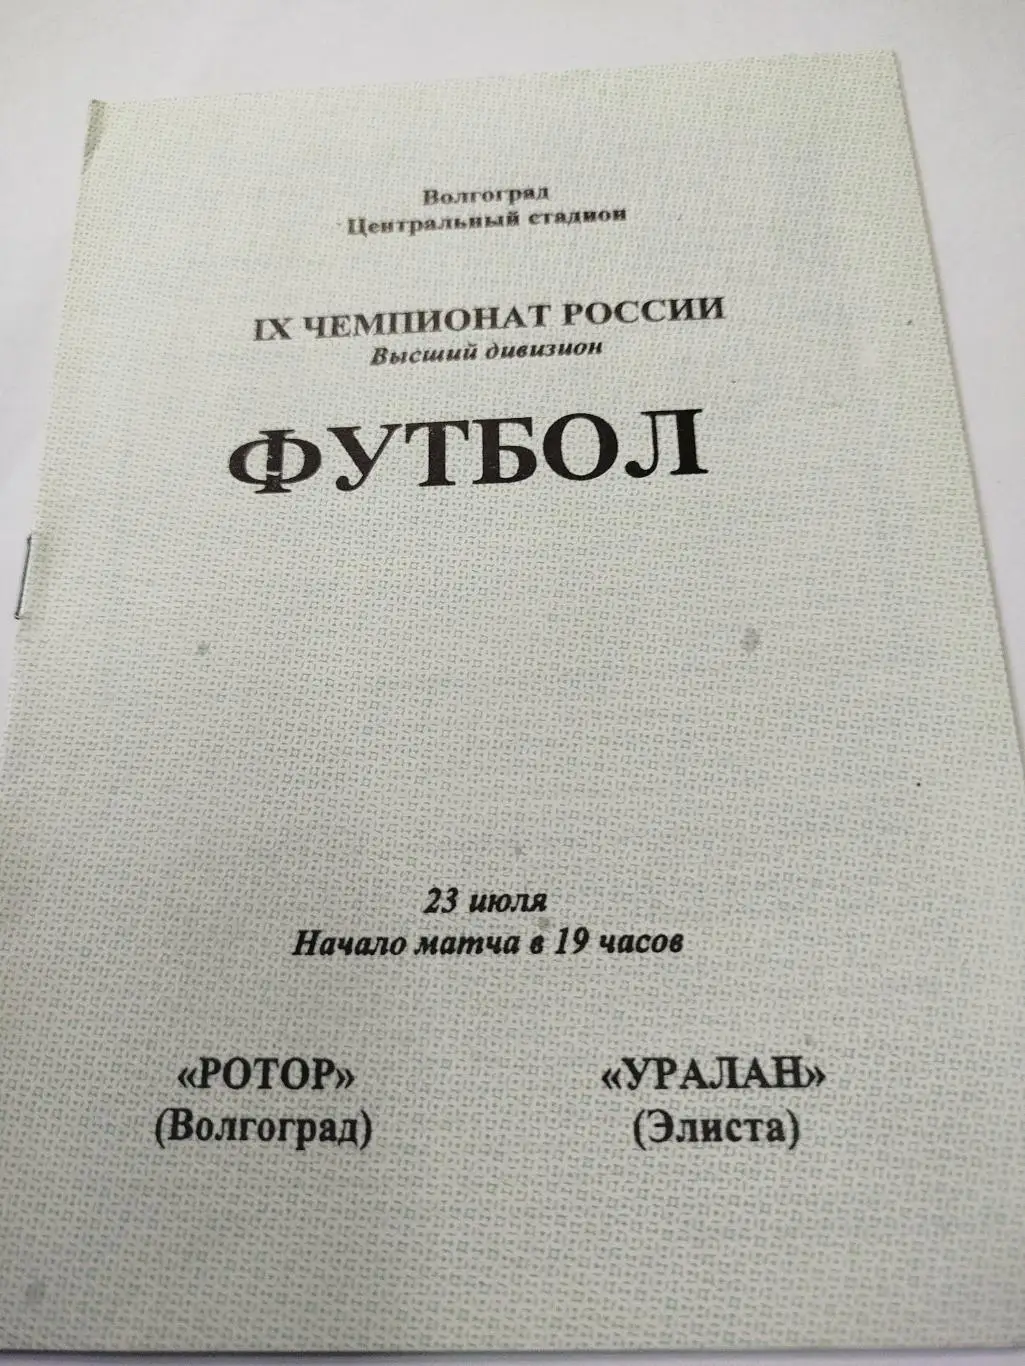 Волгоград
Центральный стадион
IX ЧЕМПИОНАТ РОССИИ
Высший дивизион
ФУТБОЛ
23 июля
Начало матча в 19 часов
«РОТОР» «УРАЛАН»
(Волгоград) (Элиста)